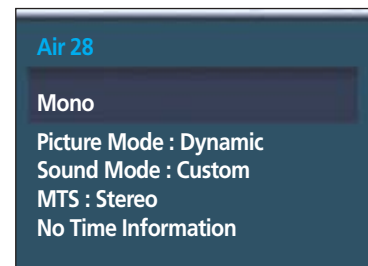 Air 28
Mono
Picture Mode : Dynamic
Sound Mode : Custom
MTS : Stereo
No Time Information